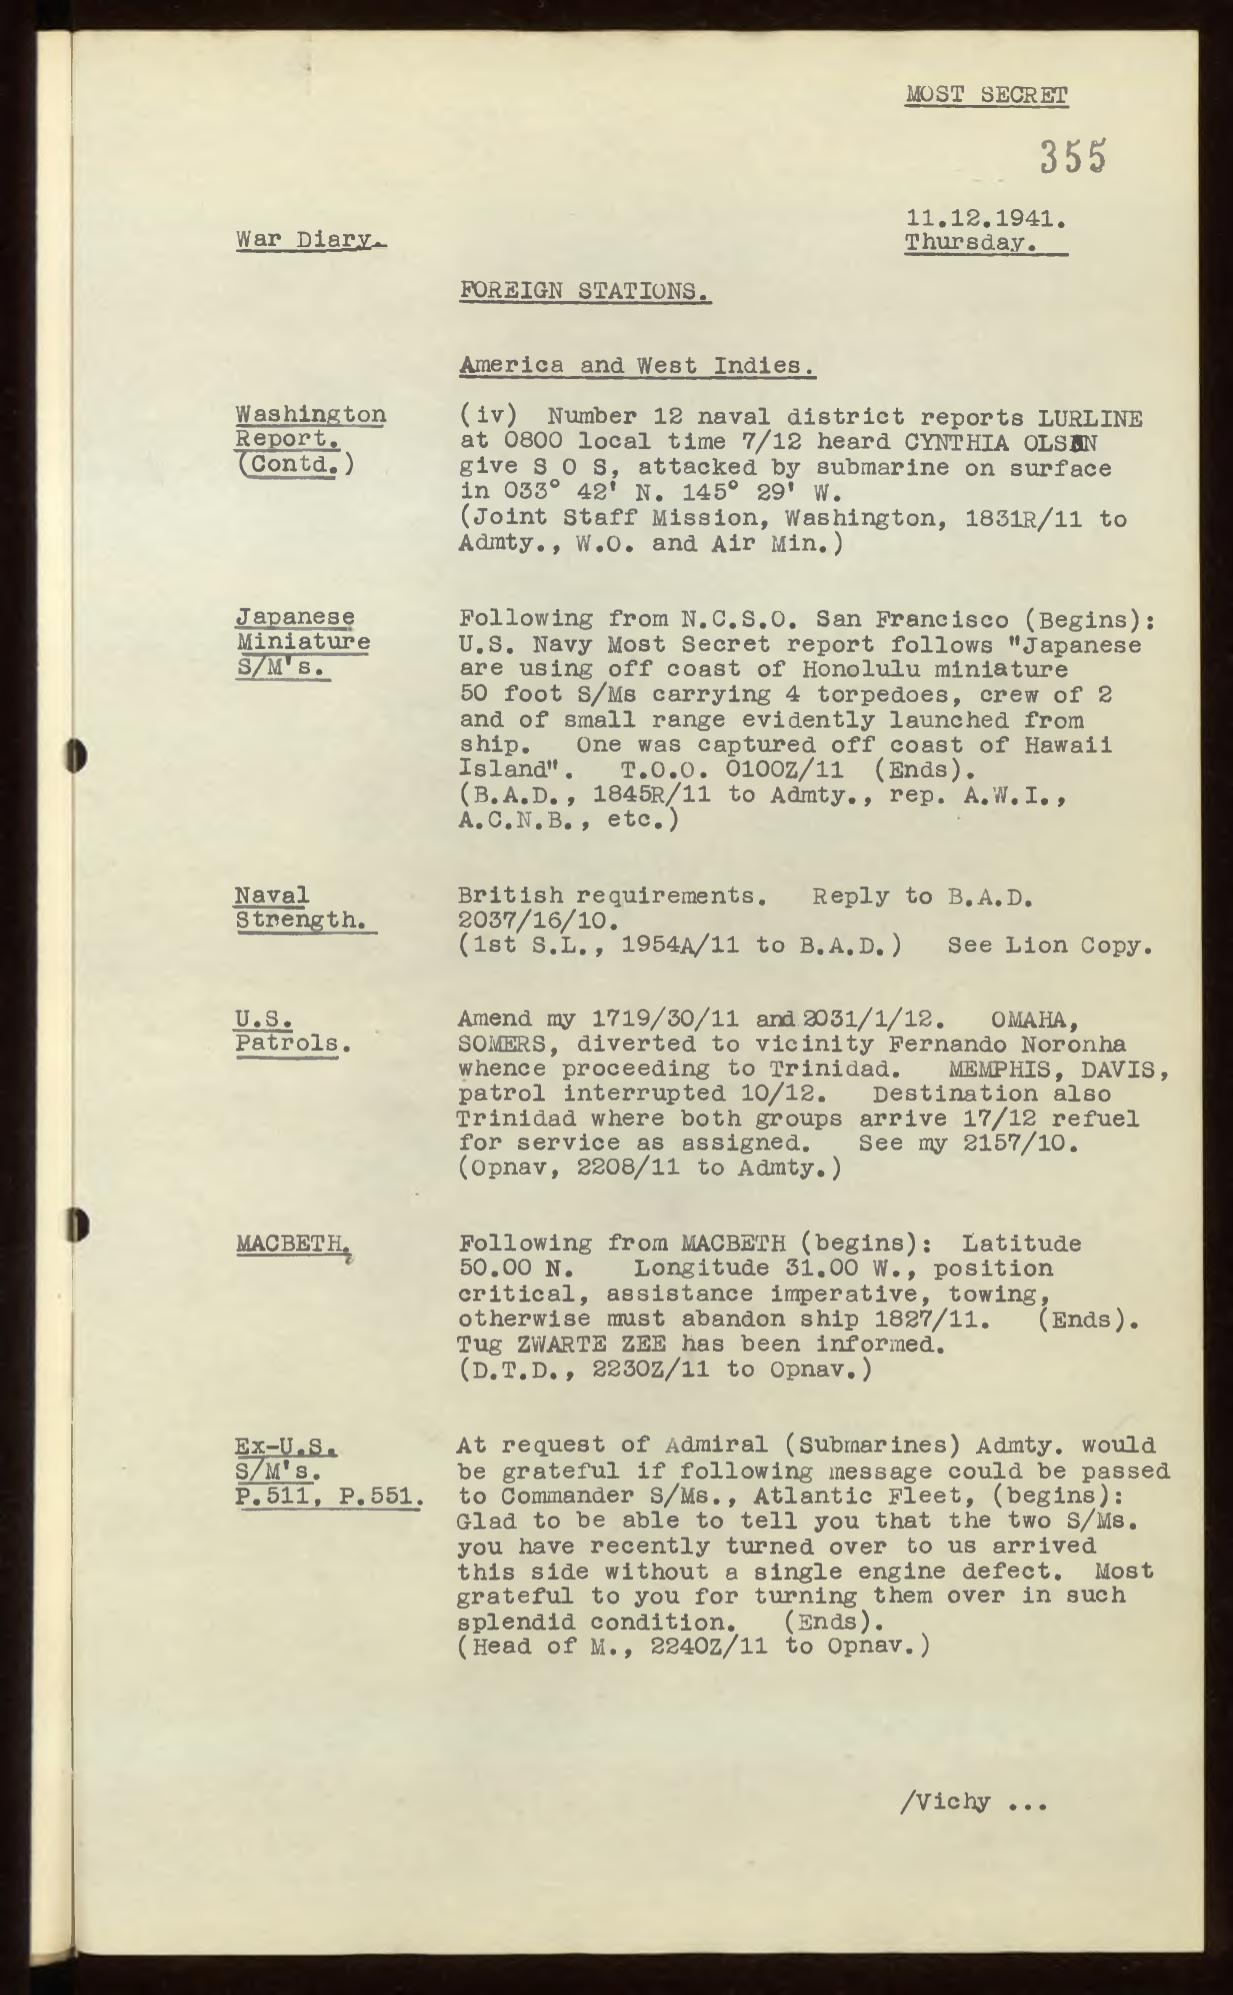 MOST SECRET
355
11.12.1941.
War Diary.
Thursday.
FOREIGN STATIONS.
America and West Indies.
Washington
Report.
(Contd.)
(iv) Number 12 naval district reports LURLINE
at 0800 local time 7/12 heard CYNTHIA OLSON
give S O S, attacked by submarine on surface
in 033° 42' N. 145° 29' W.
(Joint Staff Mission, Washington, 1831R/11 to
Admty., W.O. and Air Min.)
Japanese
Miniature
S/M's.
Following from N.C.S.O. San Francisco (Begins):
U.S. Navy Most Secret report follows "Japanese
are using off coast of Honolulu miniature
50 foot S/Ms carrying 4 torpedoes, crew of 2
and of small range evidently launched from
ship. One was captured off coast of Hawaii
Island". T.O.O. 0100Z/11 (Ends).
(B.A.D., 1845R/11 to Admty., rep. A.W.I.,
A.C.N.B., etc.)
Naval
Strength.
British requirements. Reply to B.A.D.
2037/16/10.
(1st S.L., 1954A/11 to B.A.D.) See Lion Copy.
U.S.
Patrols.
Amend my 1719/30/11 and 2031/1/12. OMAHA,
SOMERS, diverted to vicinity Fernando Noronha
whence proceeding to Trinidad. MEMPHIS, DAVIS,
patrol interrupted 10/12. Destination also
Trinidad where both groups arrive 17/12 refuel
for service as assigned. See my 2157/10.
(Opnav, 2208/11 to Admty.)
MACBETH.
Following from MACBETH (begins): Latitude
50.00 N. Longitude 31.00 W., position
critical, assistance imperative, towing,
otherwise must abandon ship 1827/11. (Ends).
Tug ZWARTE ZEE has been informed.
(D.T.D., 2230Z/11 to Opnav.)
Ex-U.S.
S/M's.
P.511, P.551.
At request of Admiral (Submarines) Admty. would
be grateful if following message could be passed
to Commander S/Ms., Atlantic Fleet, (begins):
Glad to be able to tell you that the two S/Ms.
you have recently turned over to us arrived
this side without a single engine defect. Most
grateful to you for turning them over in such
splendid condition. (Ends).
(Head of M., 2240Z/11 to Opnav.)
/Vichy ...